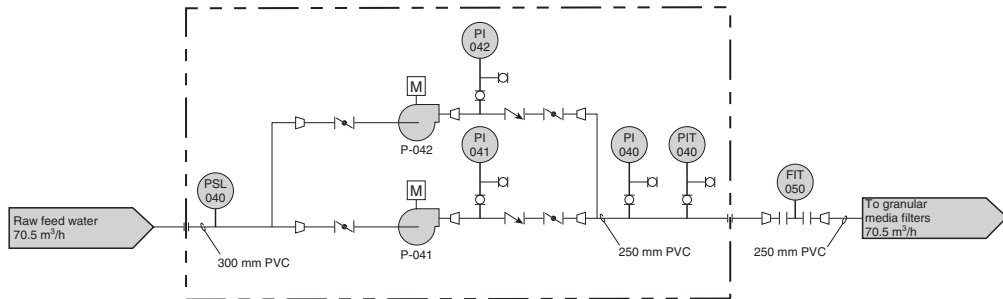 PI
042
M
P-042
PI
041
PI
040
PIT
040
PSL
040
M
FIT
050
Raw feed water
70.5 m³/h
To granular
media filters
70.5 m³/h
P-041
300 mm PVC
250 mm PVC
250 mm PVC